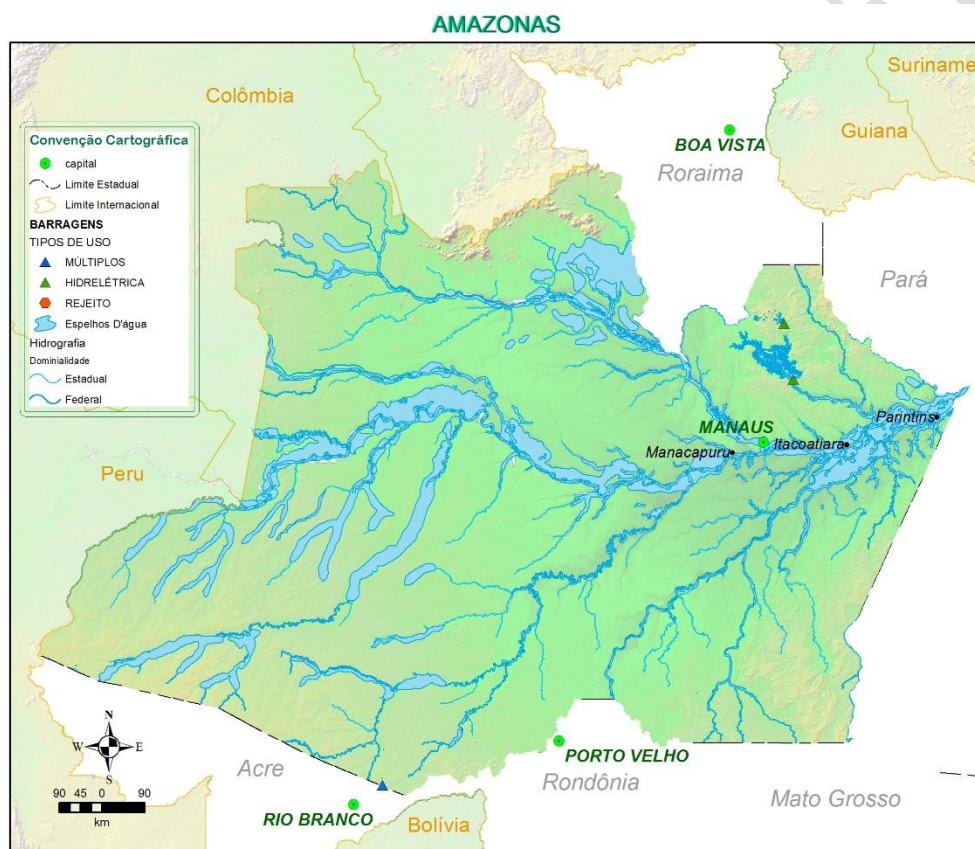 AMAZONAS
Colômbia
Suriname
Guiana
Convenção Cartográfica
capital
Limite Estadual
Limite Internacional
BARRAGENS
TIPOS DE USO
MÚLTIPLOS
HIDRELÉTRICA
REJEITO
Espelhos D'água
Hidrografia
Dominialidade
Estadual
Federal
BOA VISTA
Roraima
Pará
Peru
MANAUS
Parintins
Itacoatiara
Manacapuru
N
W E
S
90 45 0 90
km
Acre
RIO BRANCO
Bolívia
PORTO VELHO
Rondônia
Mato Grosso